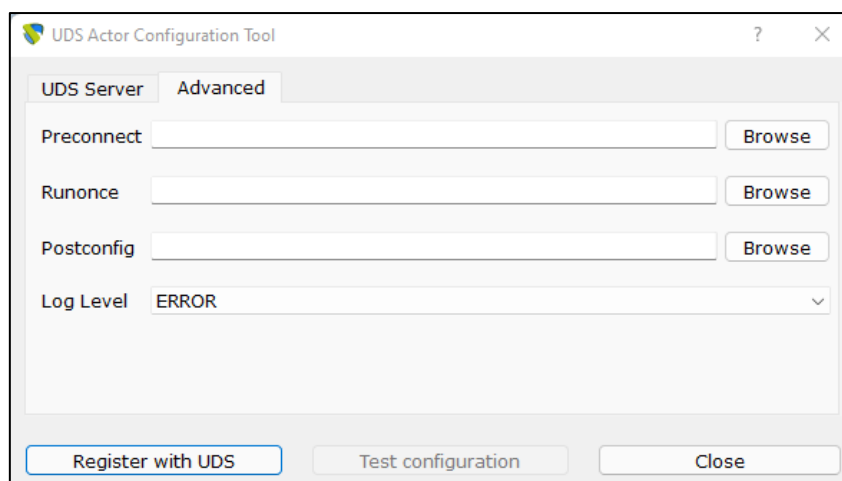 UDS Actor Configuration Tool ?
UDS Server Advanced
Preconnect Browse
Runonce Browse
Postconfig Browse
Log Level ERROR
Register with UDS Test configuration Close